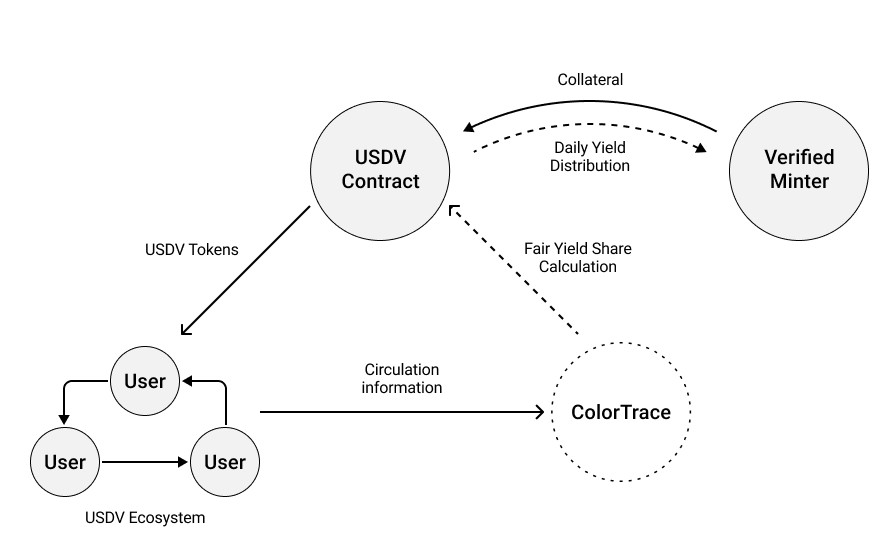 Collateral
USDV
Contract
Daily Yield
Distribution
Verified
Minter
USDV Tokens
Fair Yield Share
Calculation
User
Circulation
information
ColorTrace
User
User
USDV Ecosystem